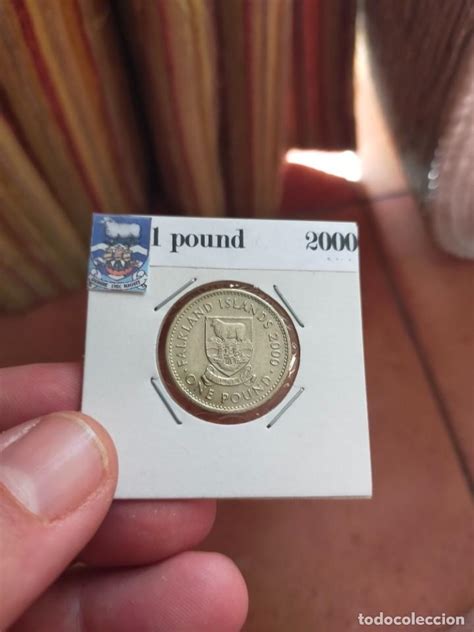 1 pound 2000
FALKLAND ISLANDS 2000
ONE POUND
todocoleccion